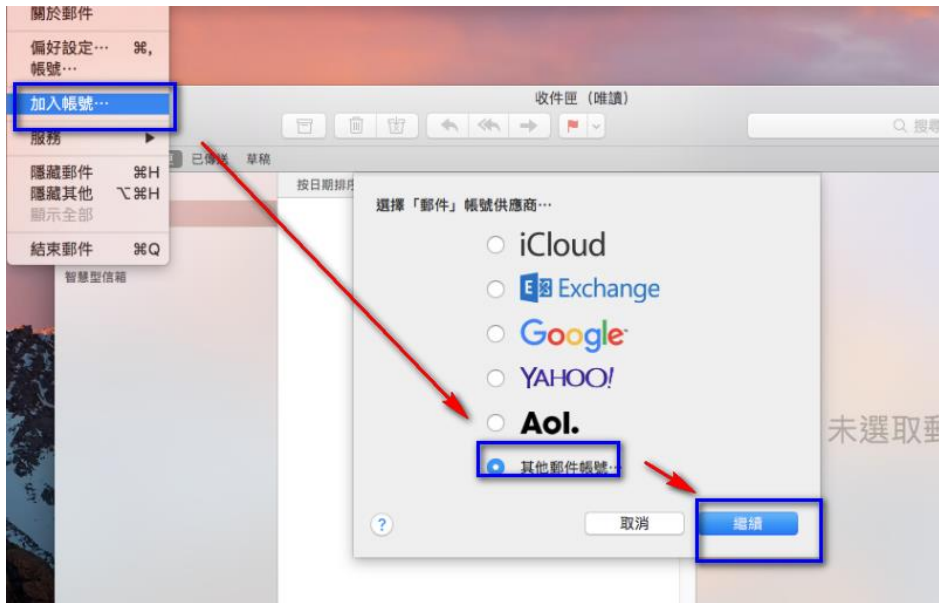 關於郵件
偏好設定… ⌘,
帳號…
加入帳號…
服務
隱藏郵件 ⌘H
隱藏其他 ⌥⌘H
顯示全部
結束郵件 ⌘Q
收件匣（唯讀）
搜尋
已傳送 草稿
按日期排序
智慧型信箱
選擇「郵件」帳號供應商…
iCloud
E Exchange
Google
YAHOO!
Aol.
其他郵件帳號…
? 取消 繼續
未選取郵